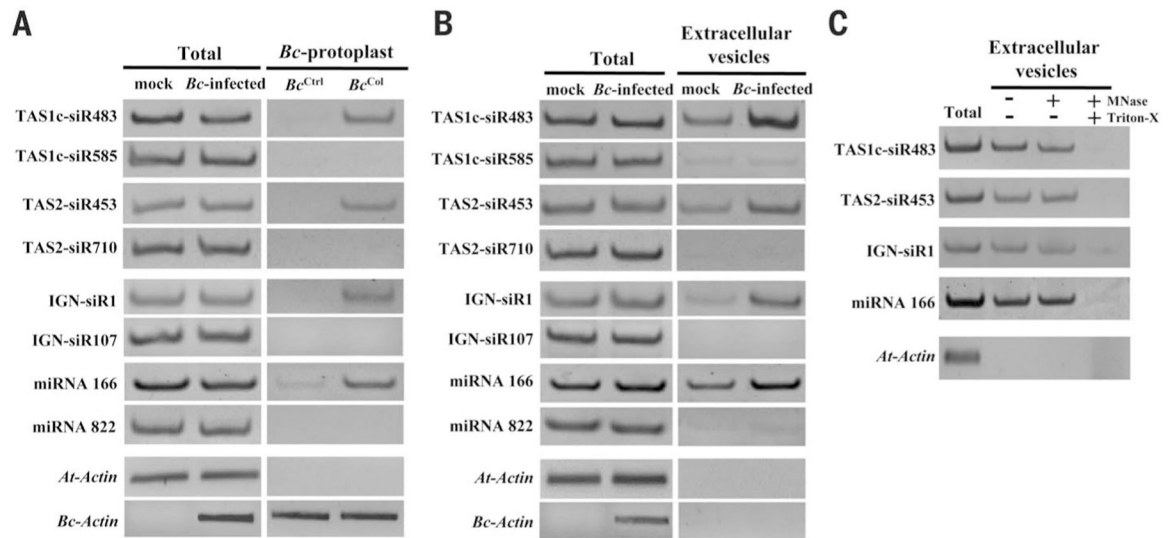 A
Total
Bc-protoplast
mock Bc-infected
BcCtrl BcCol
TAS1c-siR483
TAS1c-siR585
TAS2-siR453
TAS2-siR710
IGN-siR1
IGN-siR107
miRNA 166
miRNA 822
At-Actin
Bc-Actin
B
Total
Extracellular
vesicles
mock Bc-infected
mock Bc-infected
TAS1c-siR483
TAS1c-siR585
TAS2-siR453
TAS2-siR710
IGN-siR1
IGN-siR107
miRNA 166
miRNA 822
At-Actin
Bc-Actin
C
Extracellular
vesicles
Total
- + + MNase
- - + Triton-X
TAS1c-siR483
TAS2-siR453
IGN-siR1
miRNA 166
At-Actin